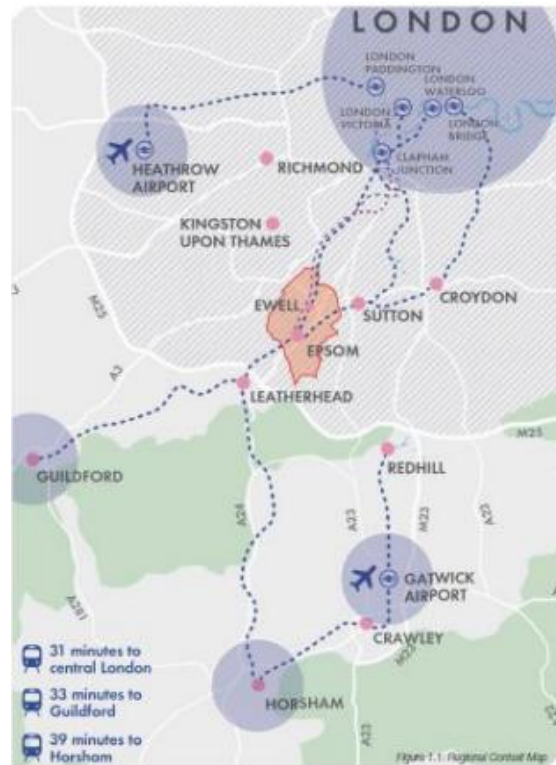 LONDON
LONDON
PADDINGTON
LONDON
WATERLOO
LONDON
VICTORIA
LONDON
BRIDGE
CLAPHAM
JUNCTION
HEATHROW
AIRPORT
RICHMOND
KINGSTON
UPON THAMES
M25
EWELL
SUTTON
CROYDON
EPSOM
A3
LEATHERHEAD
M25
GUILDFORD
REDHILL
A24
A23
M23
A22
GATWICK
AIRPORT
A281
CRAWLEY
M23
HORSHAM
A23
31 minutes to
central London
33 minutes to
Guildford
39 minutes to
Horsham
Figure 1.1: Regional Context Map